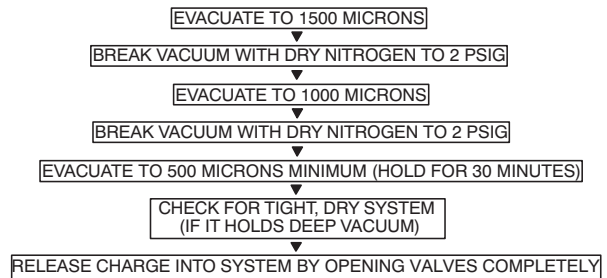 EVACUATE TO 1500 MICRONS
BREAK VACUUM WITH DRY NITROGEN TO 2 PSIG
EVACUATE TO 1000 MICRONS
BREAK VACUUM WITH DRY NITROGEN TO 2 PSIG
EVACUATE TO 500 MICRONS MINIMUM (HOLD FOR 30 MINUTES)
CHECK FOR TIGHT, DRY SYSTEM
(IF IT HOLDS DEEP VACUUM)
RELEASE CHARGE INTO SYSTEM BY OPENING VALVES COMPLETELY